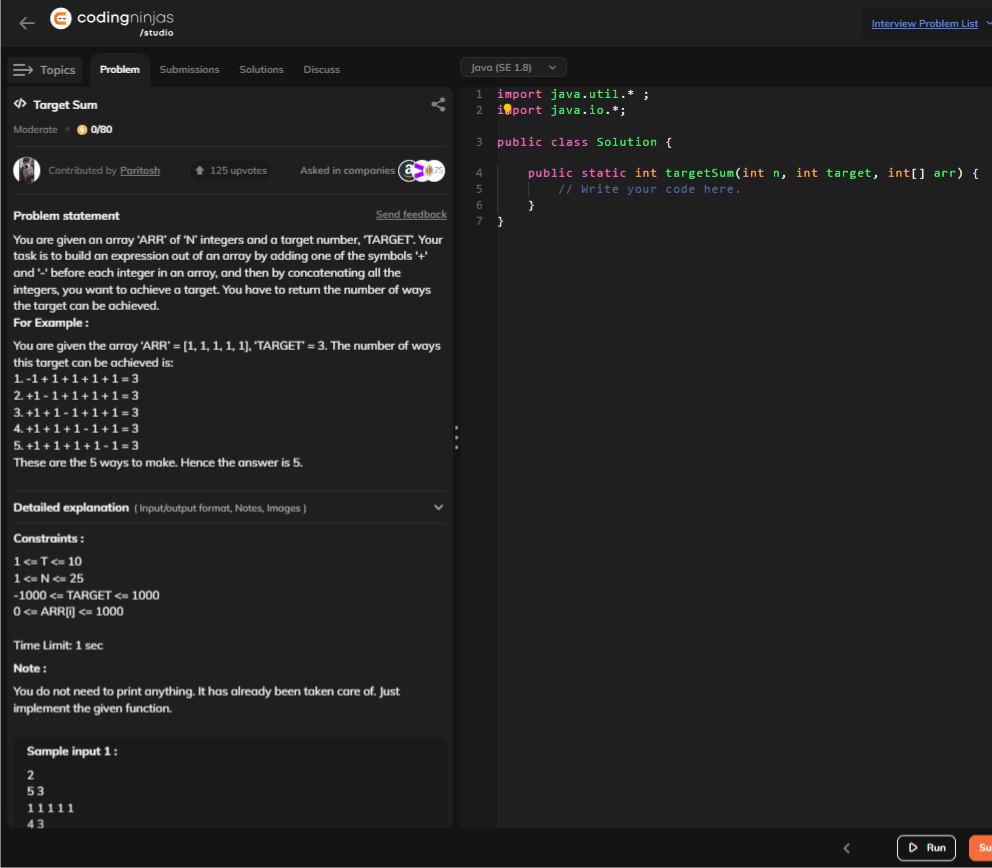 codingninjas
/studio
Interview Problem List
Topics
Problem
Submissions
Solutions
Discuss
Java (SE 1.8)
</> Target Sum
Moderate • 0/80
Contributed by Paritosh
125 upvotes
Asked in companies
Problem statement
Send feedback
You are given an array 'ARR' of 'N' integers and a target number, 'TARGET'. Your
task is to build an expression out of an array by adding one of the symbols '+'
and '-' before each integer in an array, and then by concatenating all the
integers, you want to achieve a target. You have to return the number of ways
the target can be achieved.
For Example :
You are given the array 'ARR' = [1, 1, 1, 1, 1], 'TARGET' = 3. The number of ways
this target can be achieved is:
1. -1 + 1 + 1 + 1 + 1 = 3
2. +1 - 1 + 1 + 1 + 1 = 3
3. +1 + 1 - 1 + 1 + 1 = 3
4. +1 + 1 + 1 - 1 + 1 = 3
5. +1 + 1 + 1 + 1 - 1 = 3
These are the 5 ways to make. Hence the answer is 5.
Detailed explanation ( Input/output format, Notes, Images )
Constraints :
1 <= T <= 10
1 <= N <= 25
-1000 <= TARGET <= 1000
0 <= ARR[i] <= 1000
Time Limit: 1 sec
Note :
You do not need to print anything. It has already been taken care of. Just
implement the given function.
Sample input 1 :
2
5 3
1 1 1 1 1
4 3
1 import java.util.* ;
2 import java.io.*;
3 public class Solution {
4 public static int targetSum(int n, int target, int[] arr) {
5 // Write your code here.
6 }
7 }
Run
Su